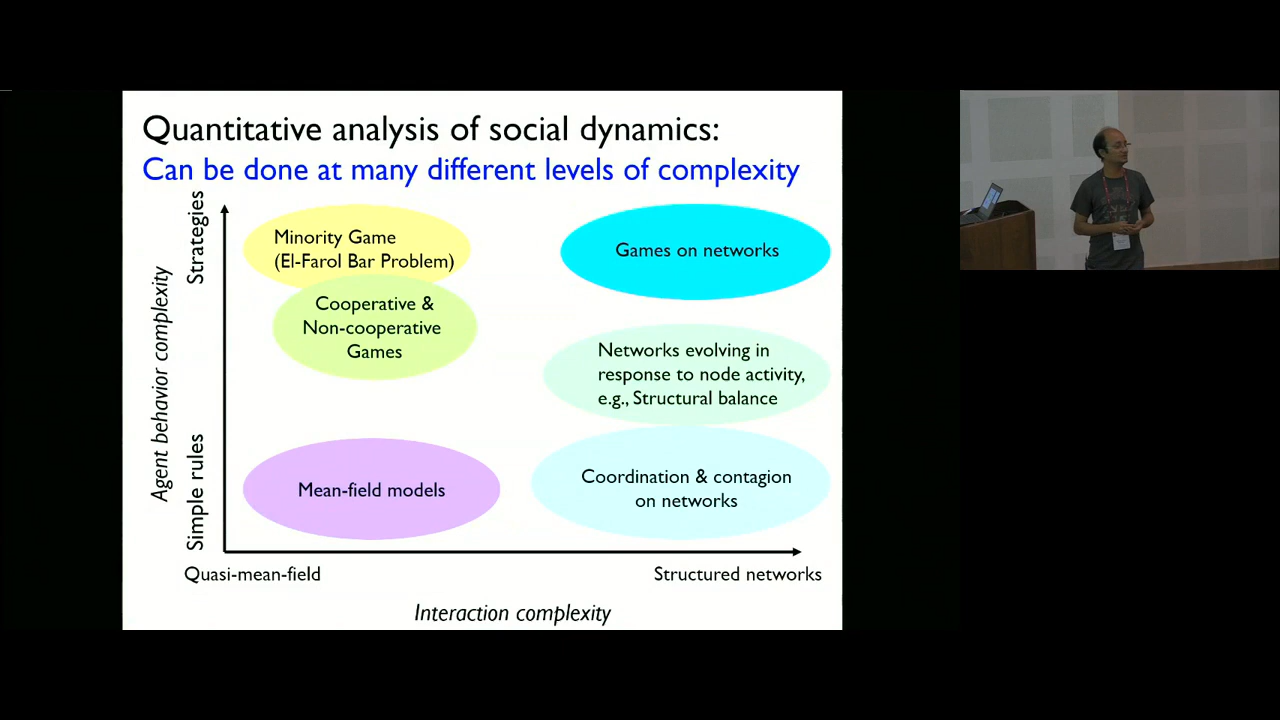 Quantitative analysis of social dynamics:
Can be done at many different levels of complexity
Strategies
Agent behavior complexity
Simple rules
Minority Game
(El-Farol Bar Problem)
Cooperative &
Non-cooperative
Games
Mean-field models
Games on networks
Networks evolving in
response to node activity,
e.g., Structural balance
Coordination & contagion
on networks
Quasi-mean-field
Structured networks
Interaction complexity